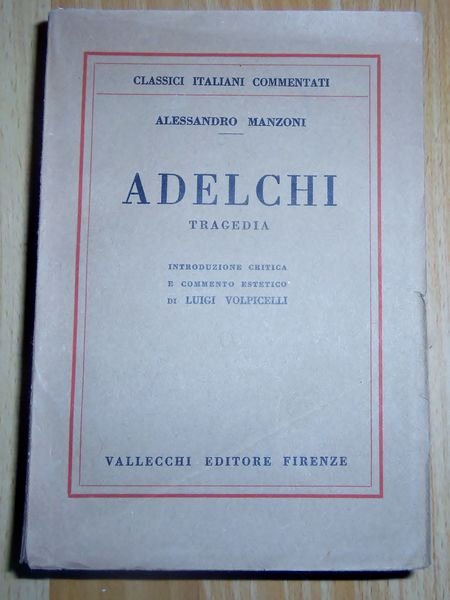 CLASSICI ITALIANI COMMENTATI
ALESSANDRO MANZONI
ADELCHI
TRAGEDIA
INTRODUZIONE CRITICA
E COMMENTO ESTETICO
DI LUIGI VOLPICELLI
VALLECCHI EDITORE FIRENZE